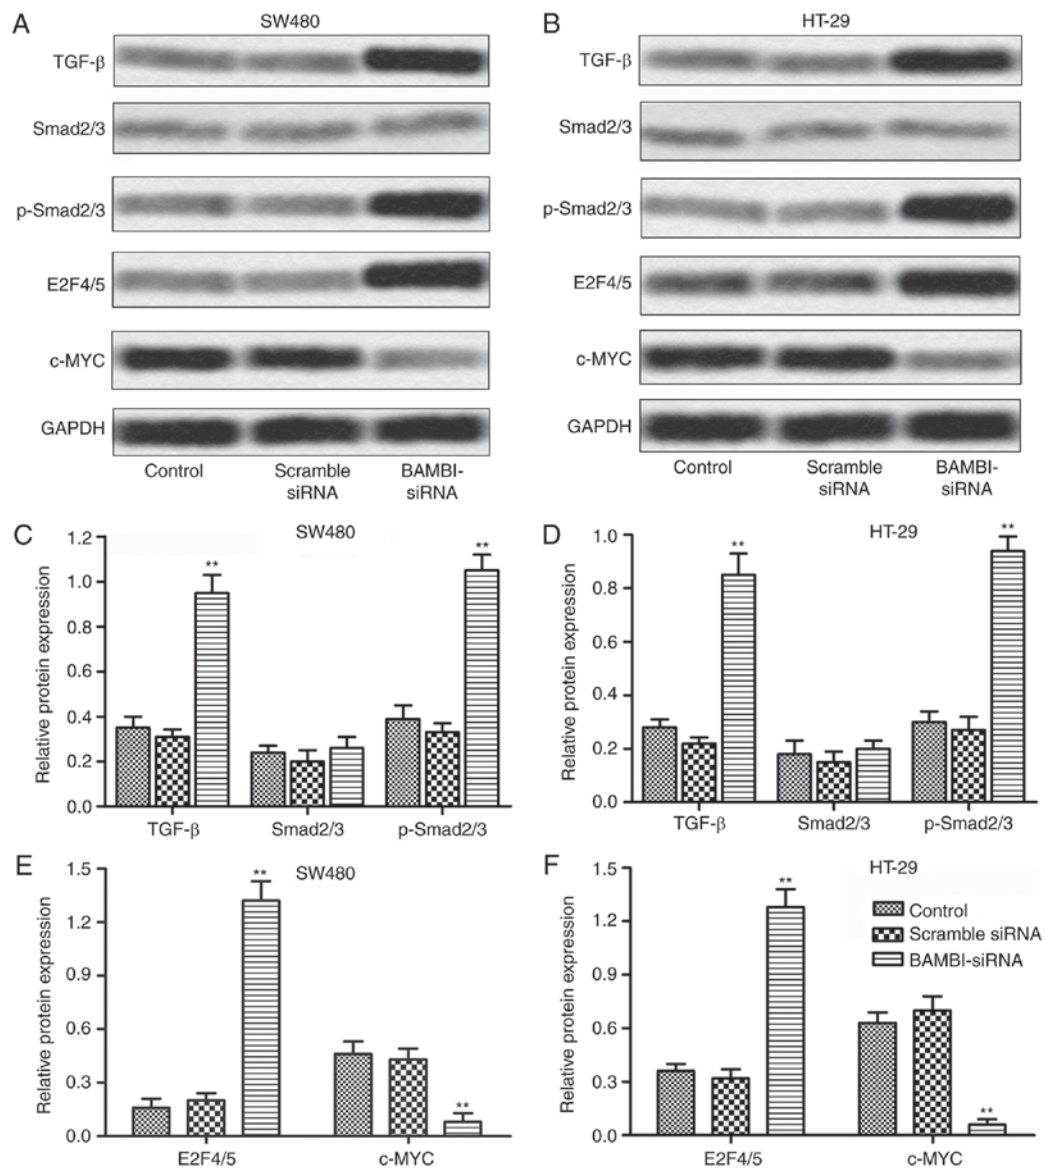 A
SW480
TGF-β
Smad2/3
p-Smad2/3
E2F4/5
c-MYC
GAPDH
Control
Scramble
siRNA
BAMBI-
siRNA
B
HT-29
TGF-β
Smad2/3
p-Smad2/3
E2F4/5
c-MYC
GAPDH
Control
Scramble
siRNA
BAMBI-
siRNA
C
SW480
Relative protein expression
1.2
1.0
0.8
0.6
0.4
0.2
0.0
**
**
TGF-β
Smad2/3
p-Smad2/3
D
HT-29
Relative protein expression
1.0
0.8
0.6
0.4
0.2
0.0
**
**
TGF-β
Smad2/3
p-Smad2/3
E
SW480
Relative protein expression
1.5
1.2
0.9
0.6
0.3
0.0
**
**
E2F4/5
c-MYC
F
HT-29
Relative protein expression
1.5
1.2
0.9
0.6
0.3
0.0
**
**
Control
Scramble siRNA
BAMBI-siRNA
E2F4/5
c-MYC